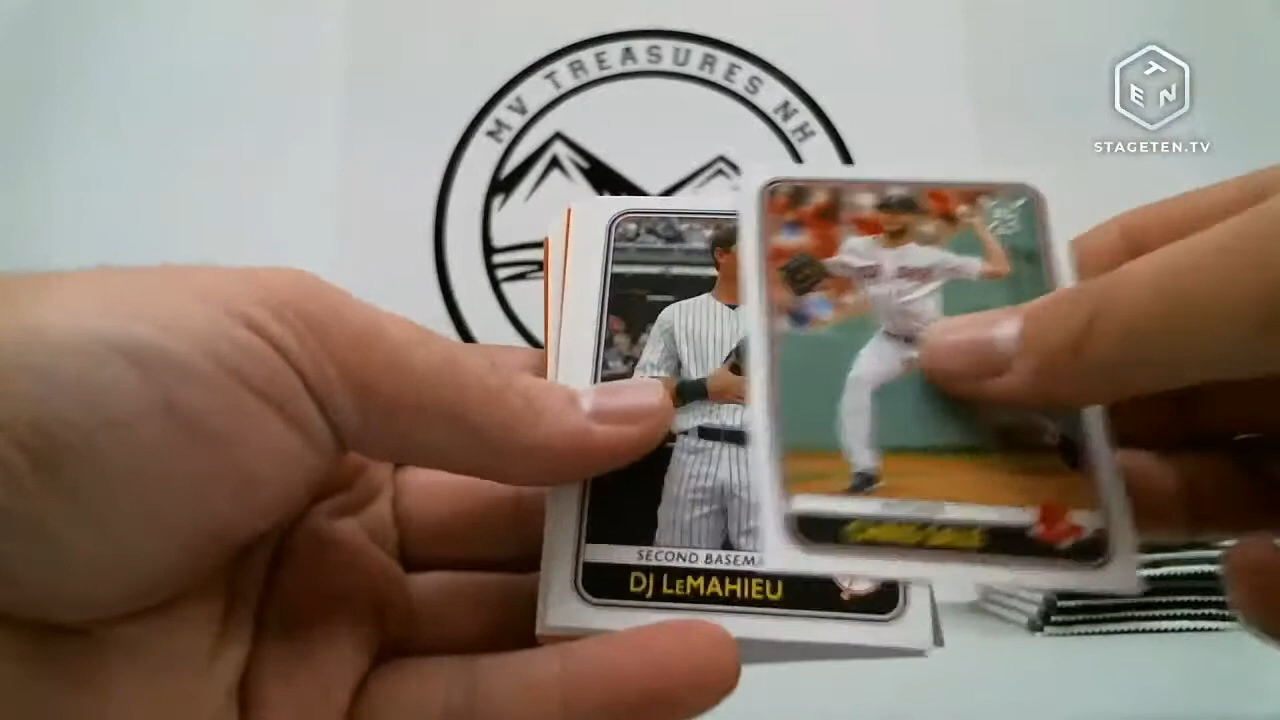 MV TREASURES NH
TEN
STAGETEN.TV
SECOND BASEM
DJ LEMAHIEU